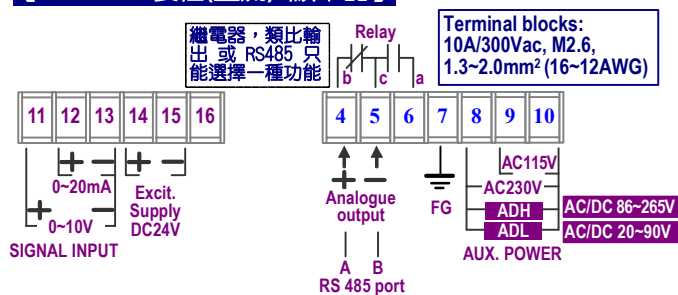 繼電器，類比輸
出 或 RS485 只
能選擇一種功能
Relay
b c a
Terminal blocks:
10A/300Vac, M2.6,
1.3~2.0mm² (16~12AWG)
11 12 13 14 15 16
4 5 6 7 8 9 10
+ − + −
0~20mA
+ −
0~10V
SIGNAL INPUT
Excit.
Supply
DC24V
+ −
Analogue
output
A B
RS 485 port
FG
AC115V
AC230V
ADH AC/DC 86~265V
ADL AC/DC 20~90V
AUX. POWER